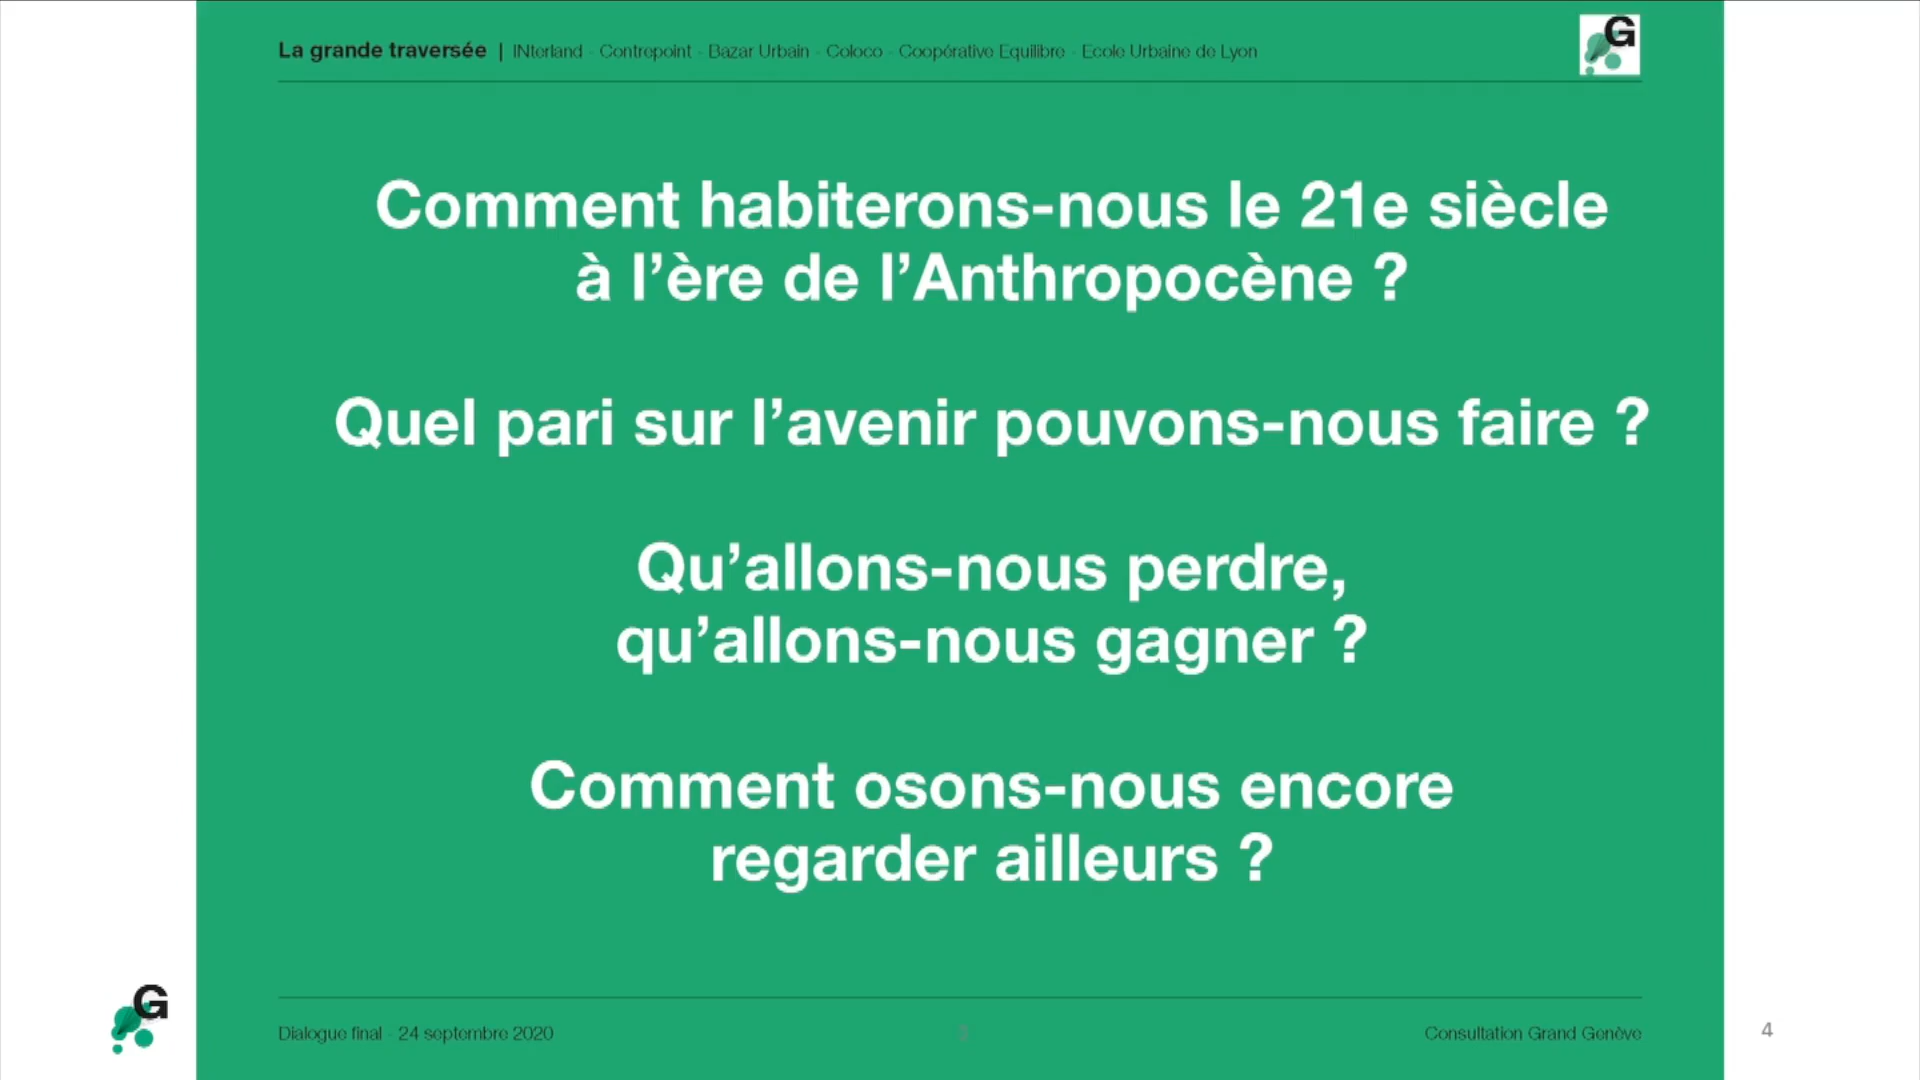 La grande traversée | INterland - Contrepoint - Bazar Urbain - Coloco - Coopérative Equilibre - Ecole Urbaine de Lyon
G
Comment habiterons-nous le 21e siècle
à l’ère de l’Anthropocène ?
Quel pari sur l’avenir pouvons-nous faire ?
Qu’allons-nous perdre,
qu’allons-nous gagner ?
Comment osons-nous encore
regarder ailleurs ?
G
Dialogue final - 24 septembre 2020
Consultation Grand Genève
4